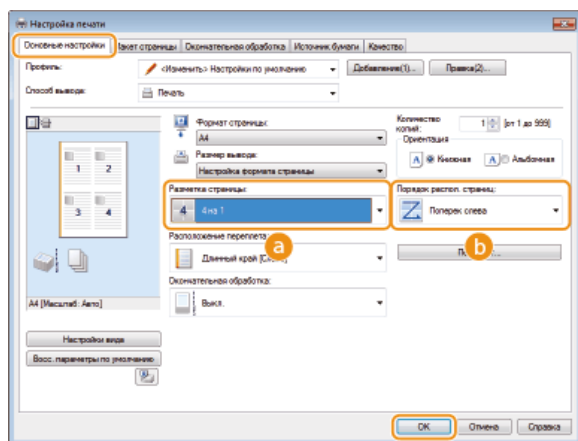 Настройка печати
Основные настройки Макет страницы Окончательная обработка Источник бумаги Качество
Профиль: <Изменить> Настройки по умолчанию Добавление(1)... Правка(2)...
Способ вывода: Печать
Формат страницы:
A4
Количество копий: 1 [от 1 до 999]
Размер вывода:
Настройка формата страницы
Ориентация
A Книжная A Альбомная
1 2
3 4
Разметка страницы:
4 4 на 1
Порядок распол. страниц:
Поперек слева
a b
Расположение переплета:
Длинный край
Окончательная обработка:
Выкл.
A4 [Масштаб: Авто]
Настройки вида
Восс. параметры по умолчанию
OK Отмена Справка